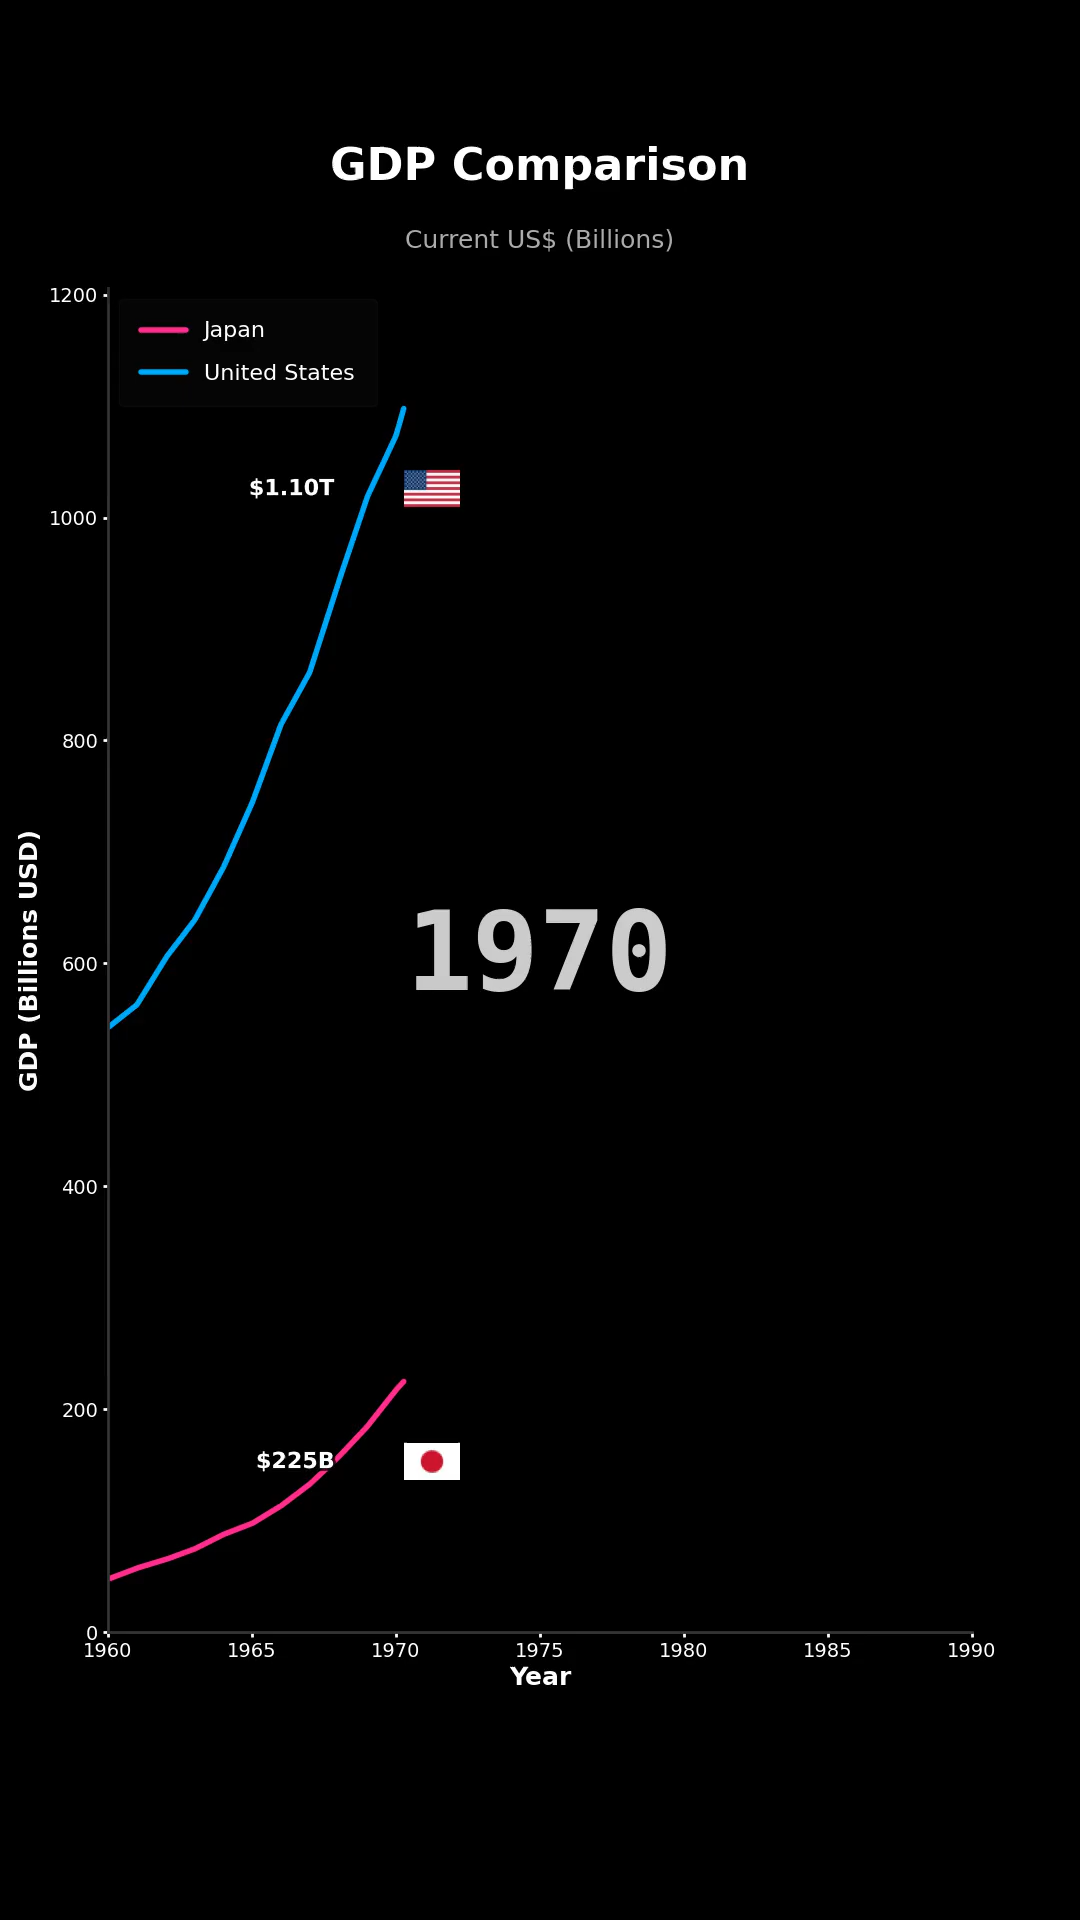 GDP Comparison
Current US$ (Billions)
1200
Japan
United States
$1.10T
1000
800
GDP (Billions USD)
1970
600
400
200
$225B
0
1960 1965 1970 1975 1980 1985 1990
Year